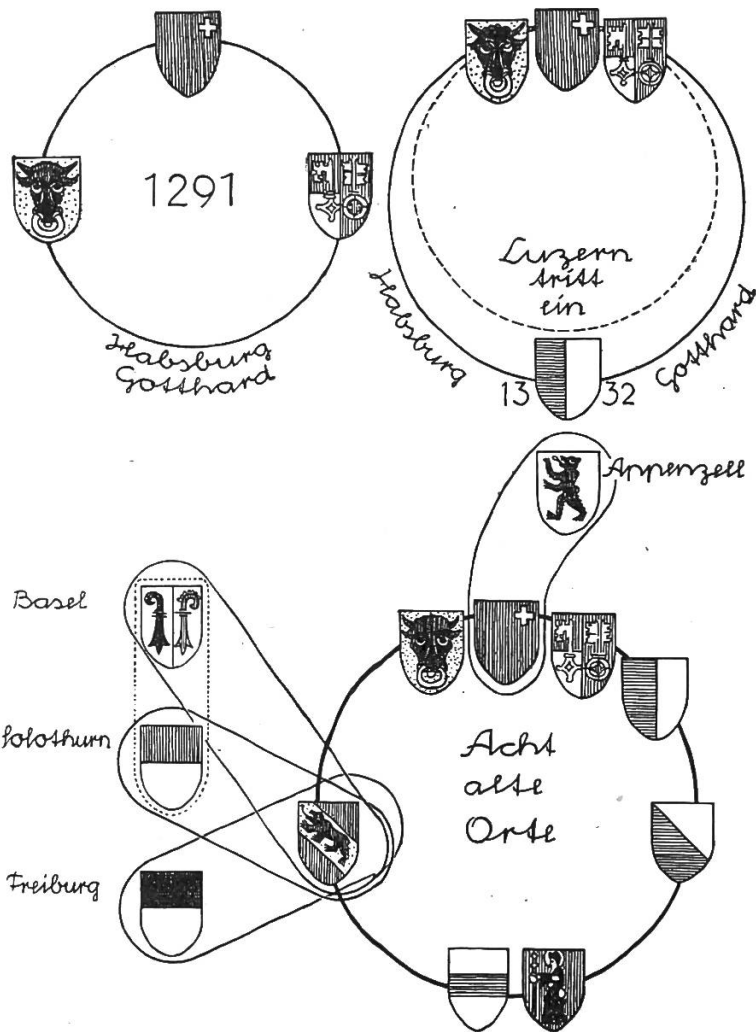 1291
Habsburg
Gotthard
Luzern
tritt
ein
Habsburg
Gotthard
13 32
Appenzell
Basel
Solothurn
Freiburg
Acht
alte
Orte